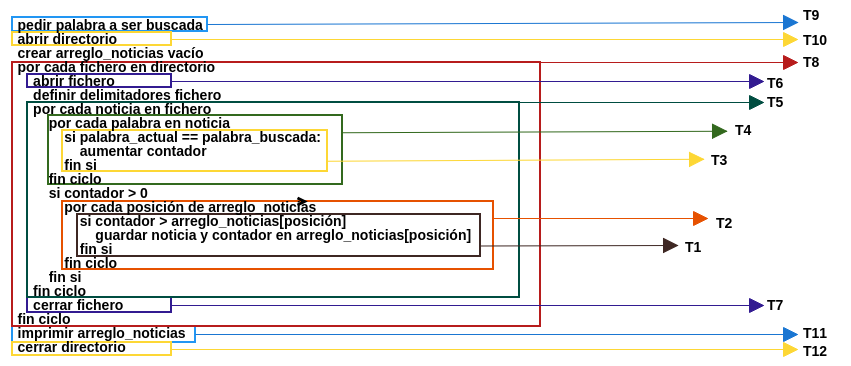 pedir palabra a ser buscada T9
abrir directorio T10
crear arreglo_noticias vacío
por cada fichero en directorio T8
abrir fichero T6
definir delimitadores fichero
por cada noticia en fichero T5
por cada palabra en noticia
si palabra_actual == palabra_buscada: T4
aumentar contador
fin si T3
fin ciclo
si contador > 0
por cada posición de arreglo_noticias
si contador > arreglo_noticias[posición] T2
guardar noticia y contador en arreglo_noticias[posición]
fin si T1
fin ciclo
fin si
fin ciclo
cerrar fichero T7
fin ciclo
imprimir arreglo_noticias T11
cerrar directorio T12